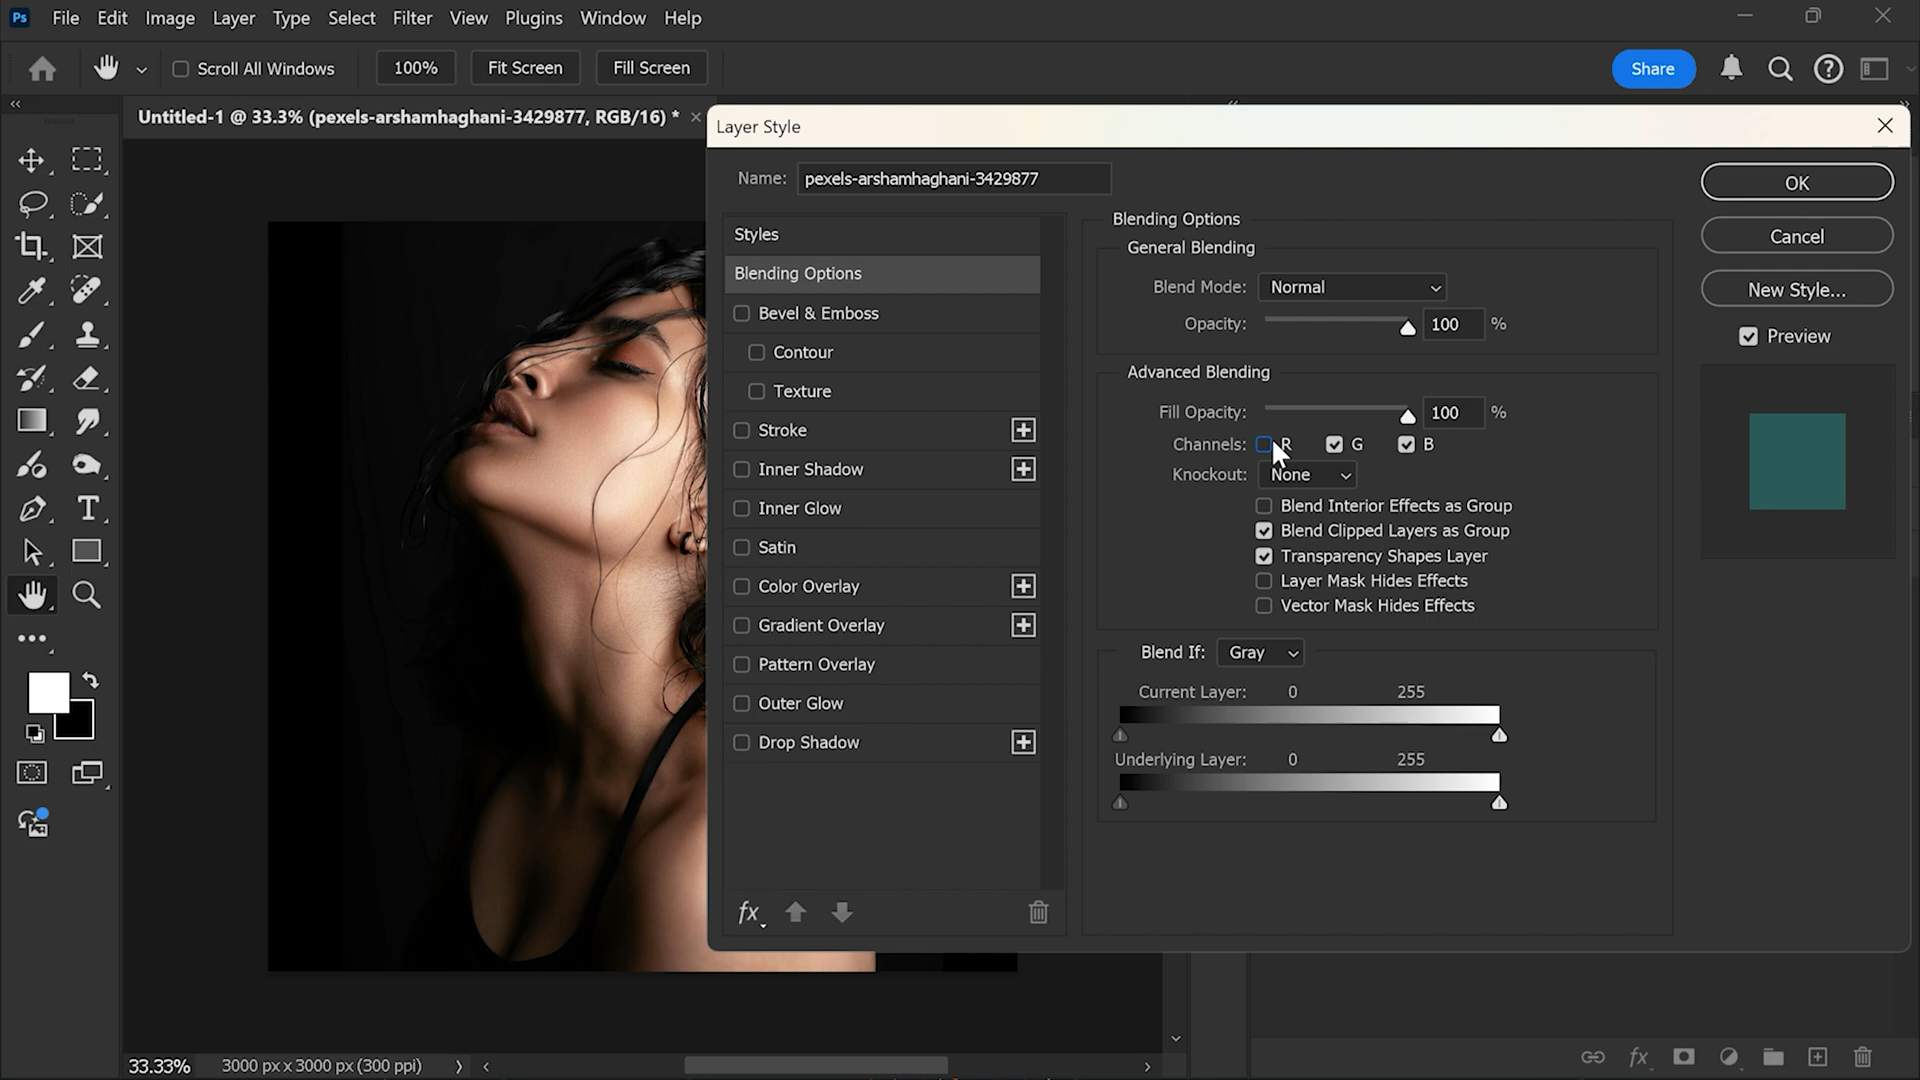 Ps File Edit Image Layer Type Select Filter View Plugins Window Help
Scroll All Windows 100% Fit Screen Fill Screen Share
Untitled-1 @ 33.3% (pexels-arshamhaghani-3429877, RGB/16) *
Layer Style
Name: pexels-arshamhaghani-3429877
Styles
Blending Options
Bevel & Emboss
Contour
Texture
Stroke
Inner Shadow
Inner Glow
Satin
Color Overlay
Gradient Overlay
Pattern Overlay
Outer Glow
Drop Shadow
fx
Blending Options
General Blending
Blend Mode: Normal
Opacity: 100 %
Advanced Blending
Fill Opacity: 100 %
Channels: R G B
Knockout: None
Blend Interior Effects as Group
Blend Clipped Layers as Group
Transparency Shapes Layer
Layer Mask Hides Effects
Vector Mask Hides Effects
Blend If: Gray
Current Layer: 0 255
Underlying Layer: 0 255
OK
Cancel
New Style...
Preview
33.33% 3000 px x 3000 px (300 ppi)
fx